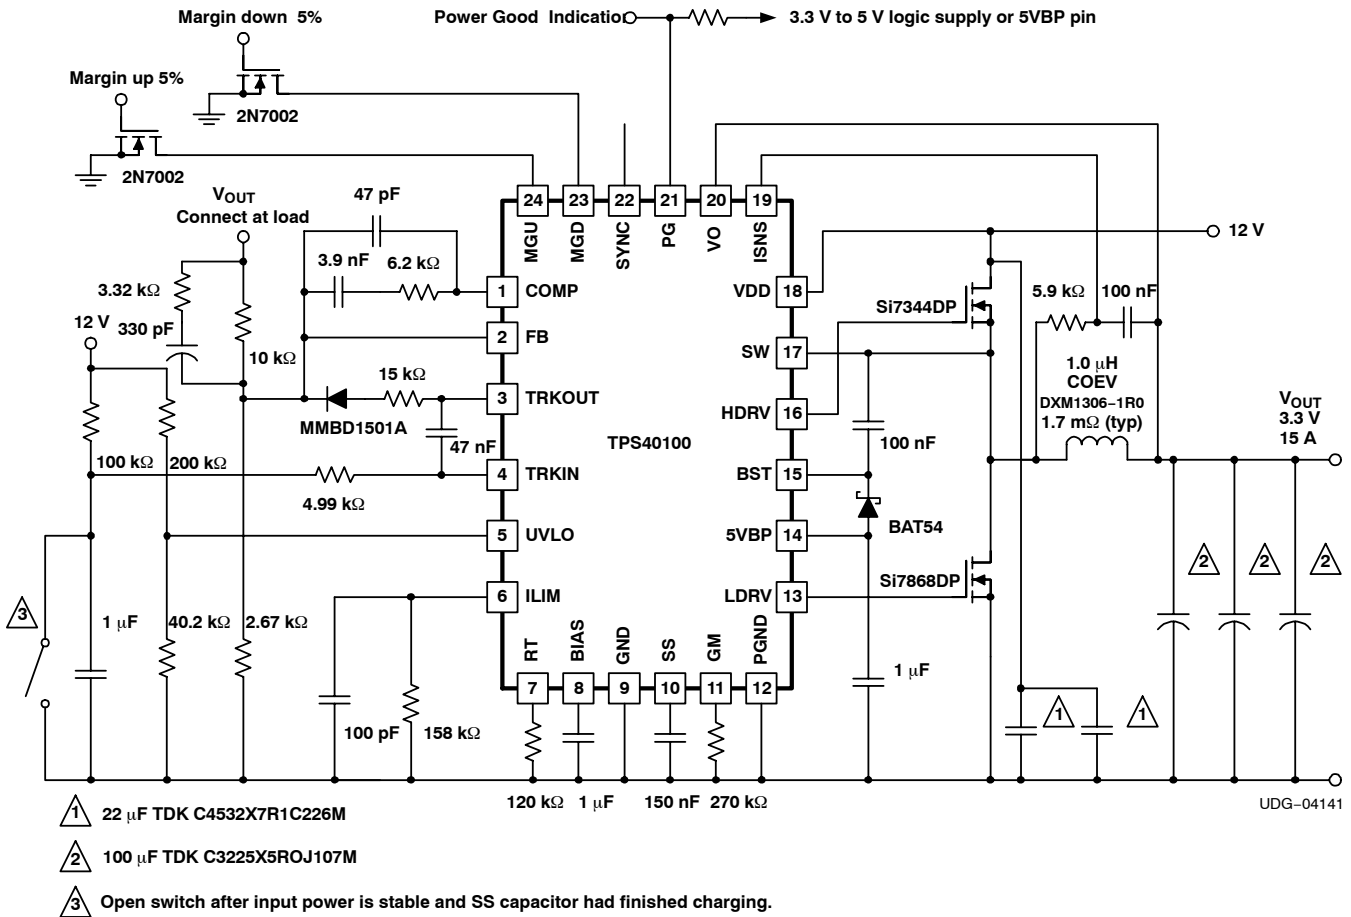 Margin down 5%
Power Good Indicatio
3.3 V to 5 V logic supply or 5VBP pin
Margin up 5%
2N7002
2N7002
VOUT
Connect at load
47 pF
24
23
22
21
20
19
MGU
MGD
SYNC
PG
VO
ISNS
12 V
3.9 nF
6.2 kΩ
3.32 kΩ
1
COMP
VDD
18
Si7344DP
5.9 kΩ
100 nF
12 V
330 pF
10 kΩ
2
FB
SW
17
15 kΩ
3
TRKOUT
HDRV
16
1.0 μH
COEV
DXM1306−1R0
1.7 mΩ (typ)
VOUT
3.3 V
15 A
MMBD1501A
47 nF
TPS40100
100 nF
100 kΩ
200 kΩ
4
TRKIN
BST
15
4.99 kΩ
BAT54
5
UVLO
5VBP
14
2
2
2
Si7868DP
6
ILIM
LDRV
13
3
1 μF
40.2 kΩ
2.67 kΩ
RT
BIAS
GND
SS
GM
PGND
1 μF
7
8
9
10
11
12
100 pF
158 kΩ
1
1
120 kΩ
1 μF
150 nF
270 kΩ
UDG−04141
1 22 μF TDK C4532X7R1C226M
2 100 μF TDK C3225X5ROJ107M
3 Open switch after input power is stable and SS capacitor had finished charging.